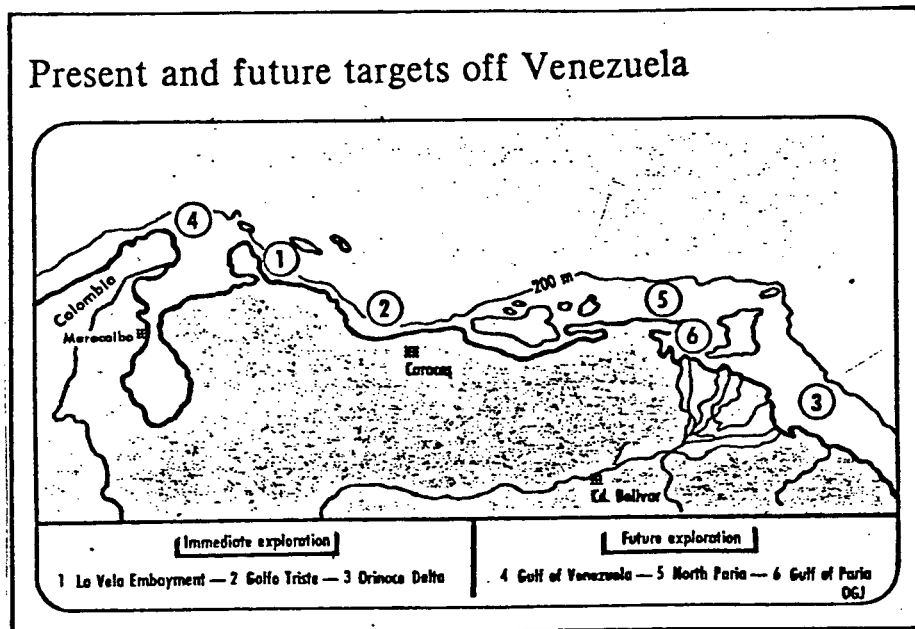 Present and future targets off Venezuela
4
1
Colombia
2
200 m
5
Maracaibo
6
Caracas
3
Cd. Bolívar
Immediate exploration
Future exploration
1 La Vela Embayment — 2 Golfo Triste — 3 Orinoco Delta
4 Gulf of Venezuela — 5 North Paria — 6 Gulf of Paria
OGJ